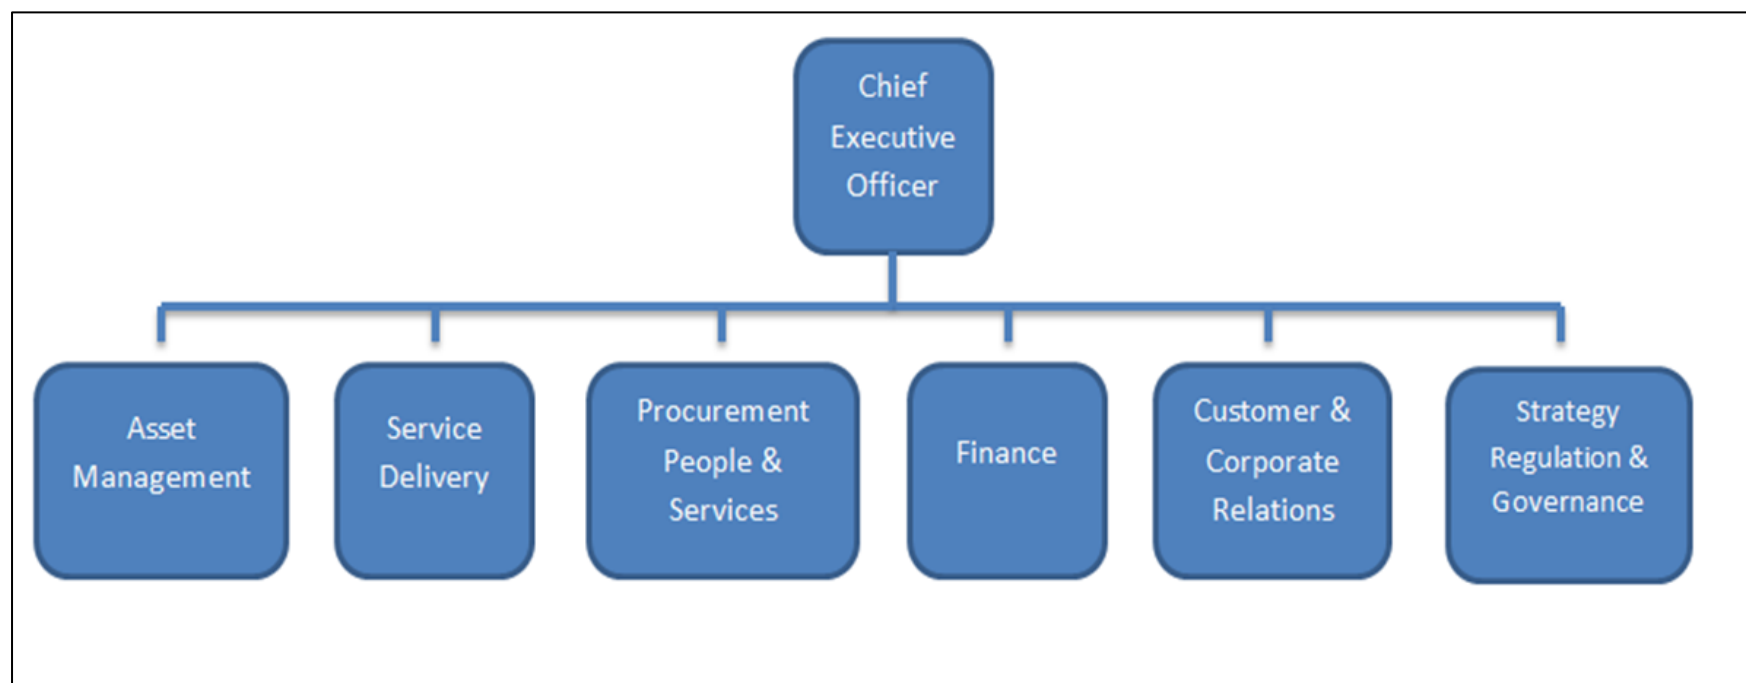 Chief
Executive
Officer
Asset
Management
Service
Delivery
Procurement
People &
Services
Finance
Customer &
Corporate
Relations
Strategy
Regulation &
Governance